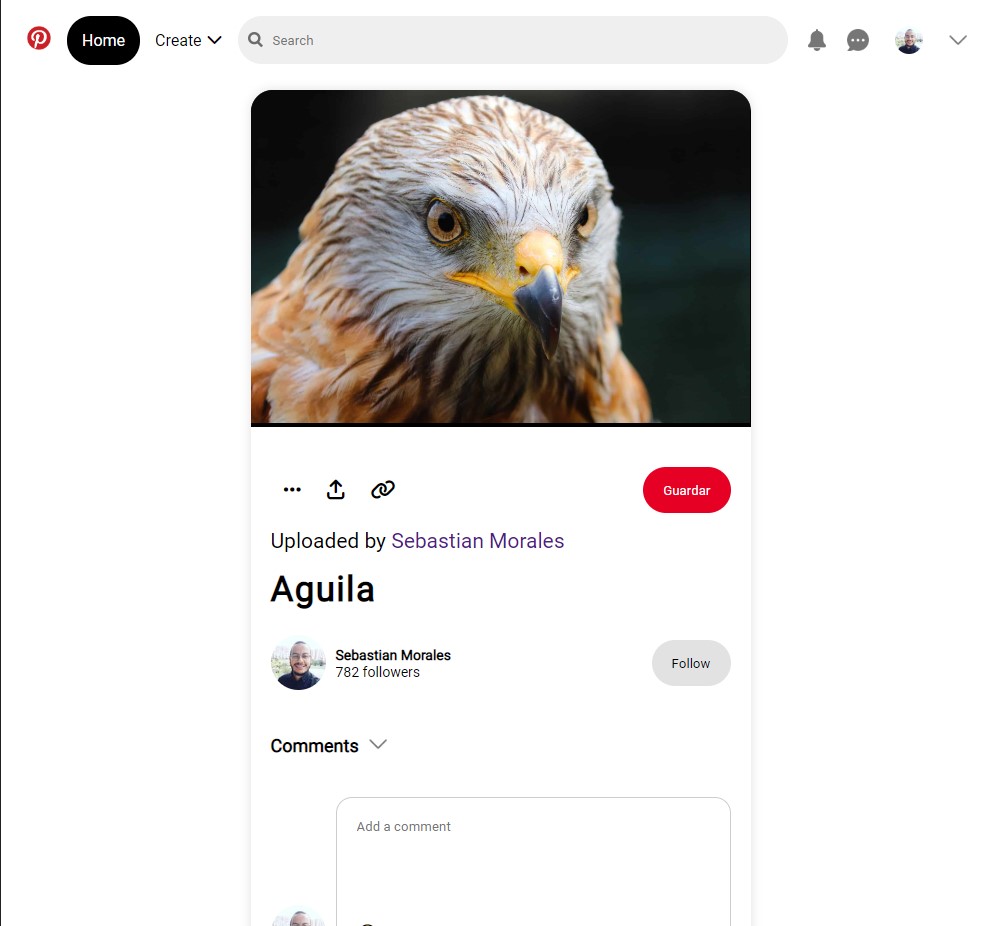 Home
Create
Search
Guardar
Uploaded by Sebastian Morales
Aguila
Sebastian Morales
782 followers
Follow
Comments
Add a comment